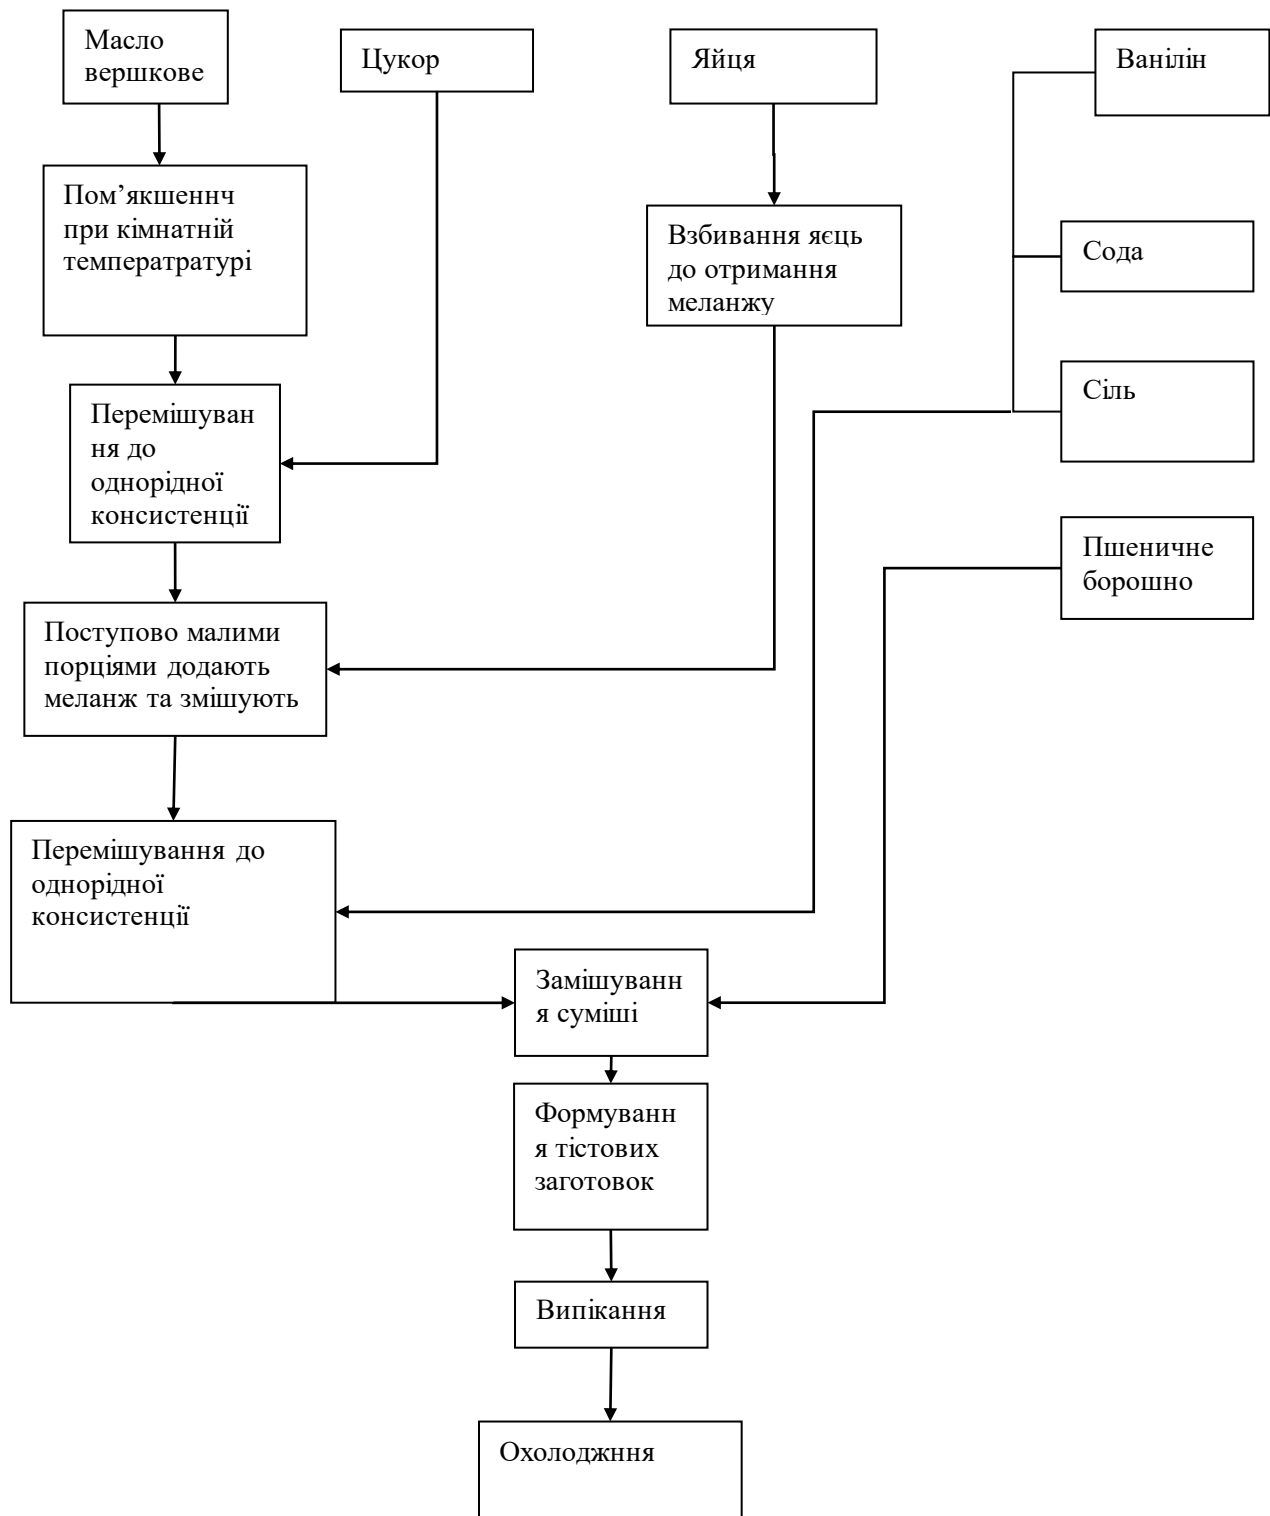 Масло
вершкове
Цукор
Яйця
Ванілін
Пом’якшеннч
при кімнатній
температратурі
Взбивання яєць
до отримання
меланжу
Сода
Сіль
Перемішуван
ня до
однорідної
консистенції
Пшеничне
борошно
Поступово малими
порціями додають
меланж та змішують
Перемішування до
однорідної
консистенції
Замішуванн
я суміші
Формуванн
я тістових
заготовок
Випікання
Охолоджння